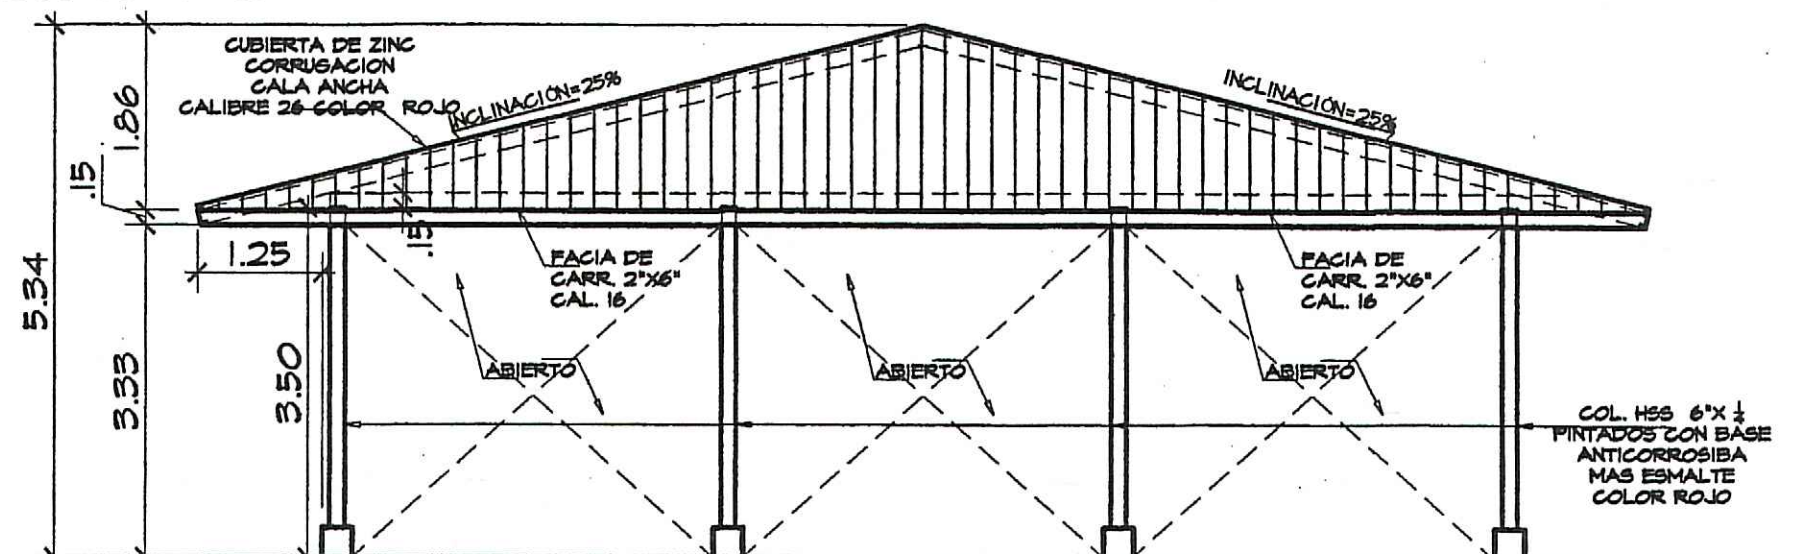 CUBIERTA DE ZINC
CORRUGACION
CALA ANCHA
CALIBRE 26 COLOR ROJO
INCLINACIÓN=25%
INCLINACIÓN=25%
1.86
.15
5.34
3.33
3.50
1.25
.15
FACIA DE
CARR. 2"X6"
CAL. 16
FACIA DE
CARR. 2"X6"
CAL. 16
ABIERTO
ABIERTO
ABIERTO
COL. HSS 6"X ¼
PINTADOS CON BASE
ANTICORROSIBA
MAS ESMALTE
COLOR ROJO